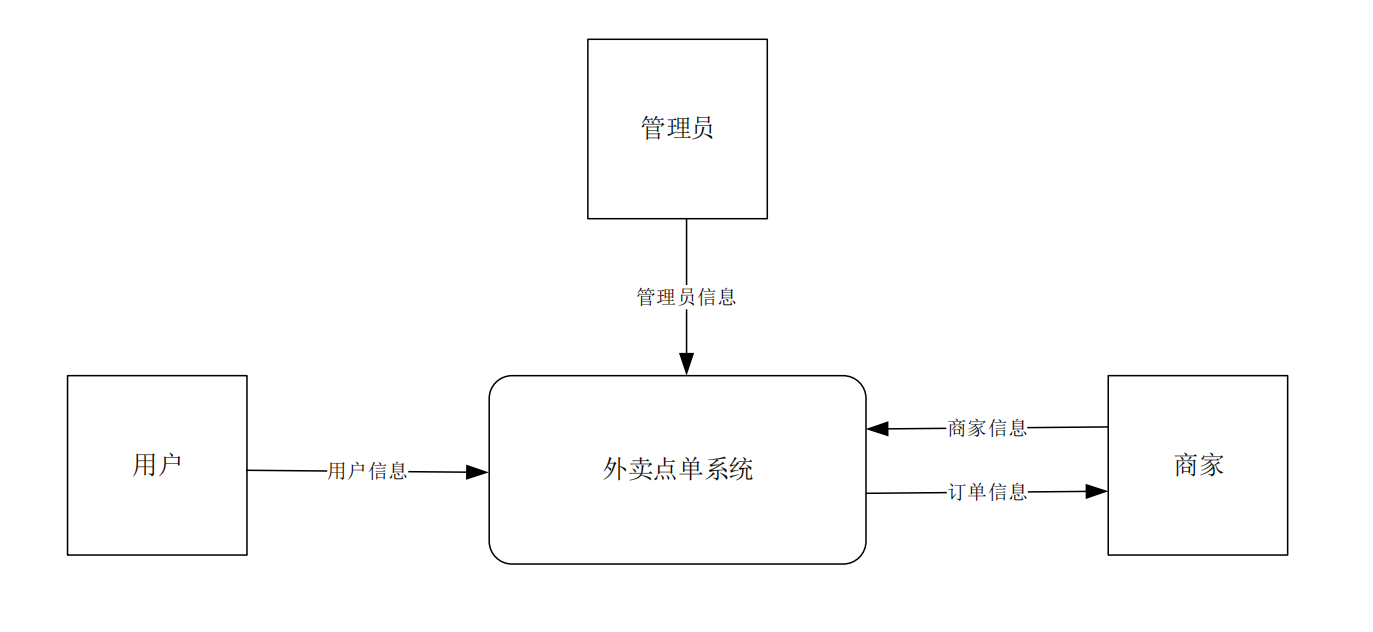 管理员
管理员信息
用户
用户信息
外卖点单系统
商家信息
订单信息
商家